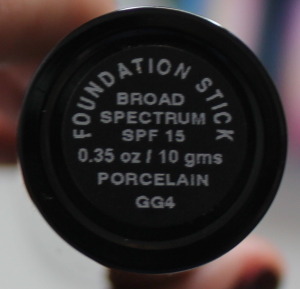 FOUNDATION STICK
BROAD
SPECTRUM
SPF 15
0.35 oz / 10 gms
PORCELAIN
GG4